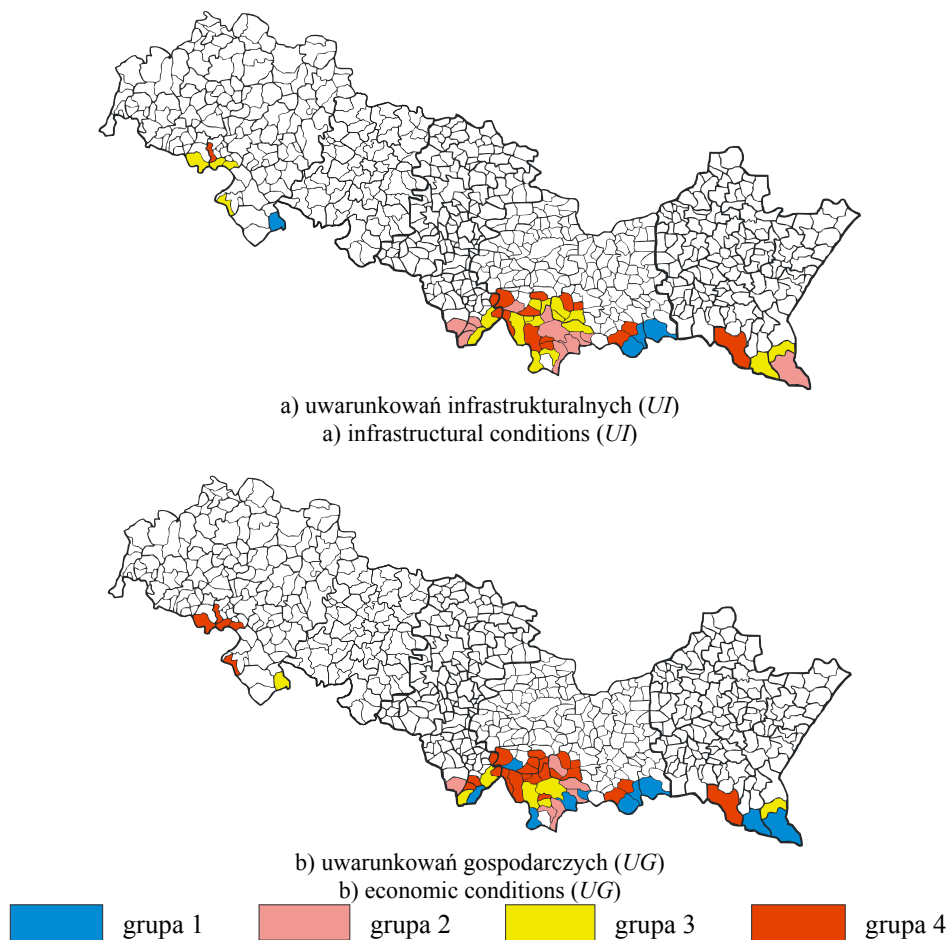 a) uwarunkowań infrastrukturalnych (UI)
a) infrastructural conditions (UI)
b) uwarunkowań gospodarczych (UG)
b) economic conditions (UG)
grupa 1 grupa 2 grupa 3 grupa 4